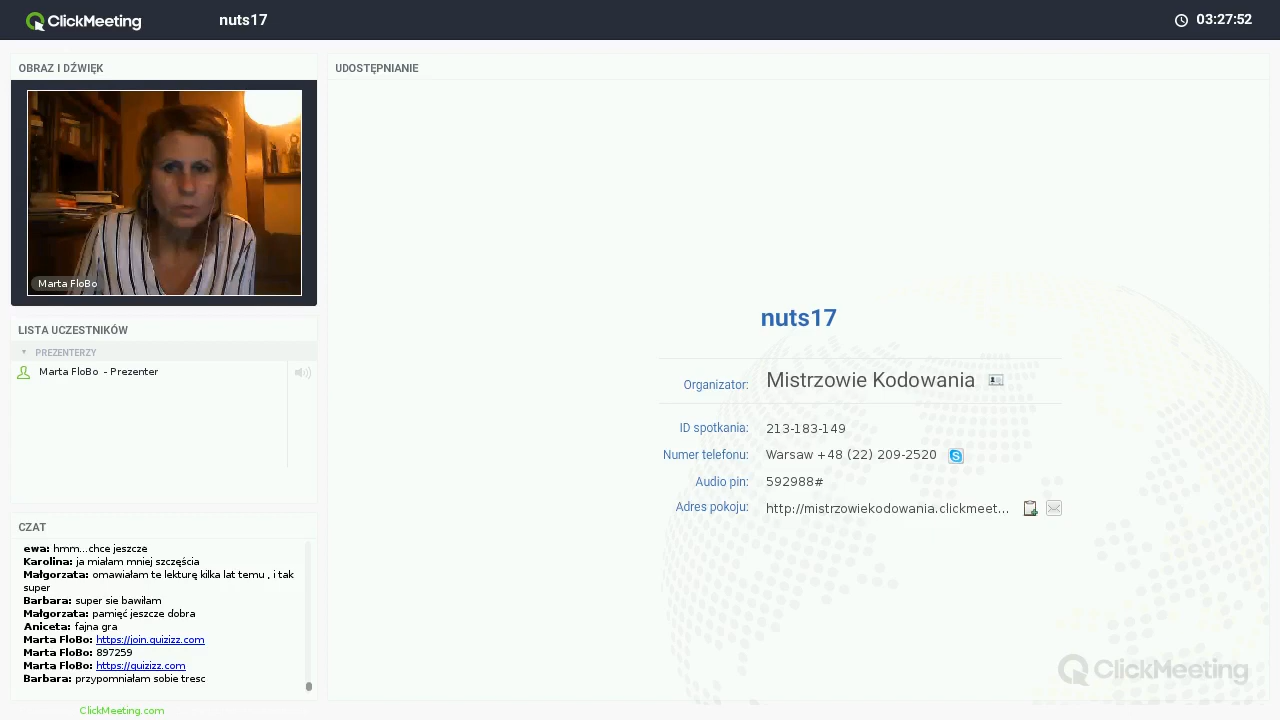 ClickMeeting
nuts17
03:27:52
OBRAZ I DŹWIĘK
Marta FloBo
LISTA UCZESTNIKÓW
PREZENTERZY
Marta FloBo - Prezenter
CZAT
ewa: hmm...chce jeszcze
Karolina: ja miałam mniej szczęścia
Małgorzata: omawiałam te lekturę kilka lat temu , i tak
super
Barbara: super sie bawiłam
Małgorzata: pamięć jeszcze dobra
Aniceta: fajna gra
Marta FloBo: https://join.quizizz.com
Marta FloBo: 897259
Marta FloBo: https://quizizz.com
Barbara: przypomniałam sobie tresc
ClickMeeting.com
UDOSTĘPNIANIE
nuts17
Organizator: Mistrzowie Kodowania
ID spotkania: 213-183-149
Numer telefonu: Warsaw +48 (22) 209-2520
Audio pin: 592988#
Adres pokoju: http://mistrzowiekodowania.clickmeet...
ClickMeeting